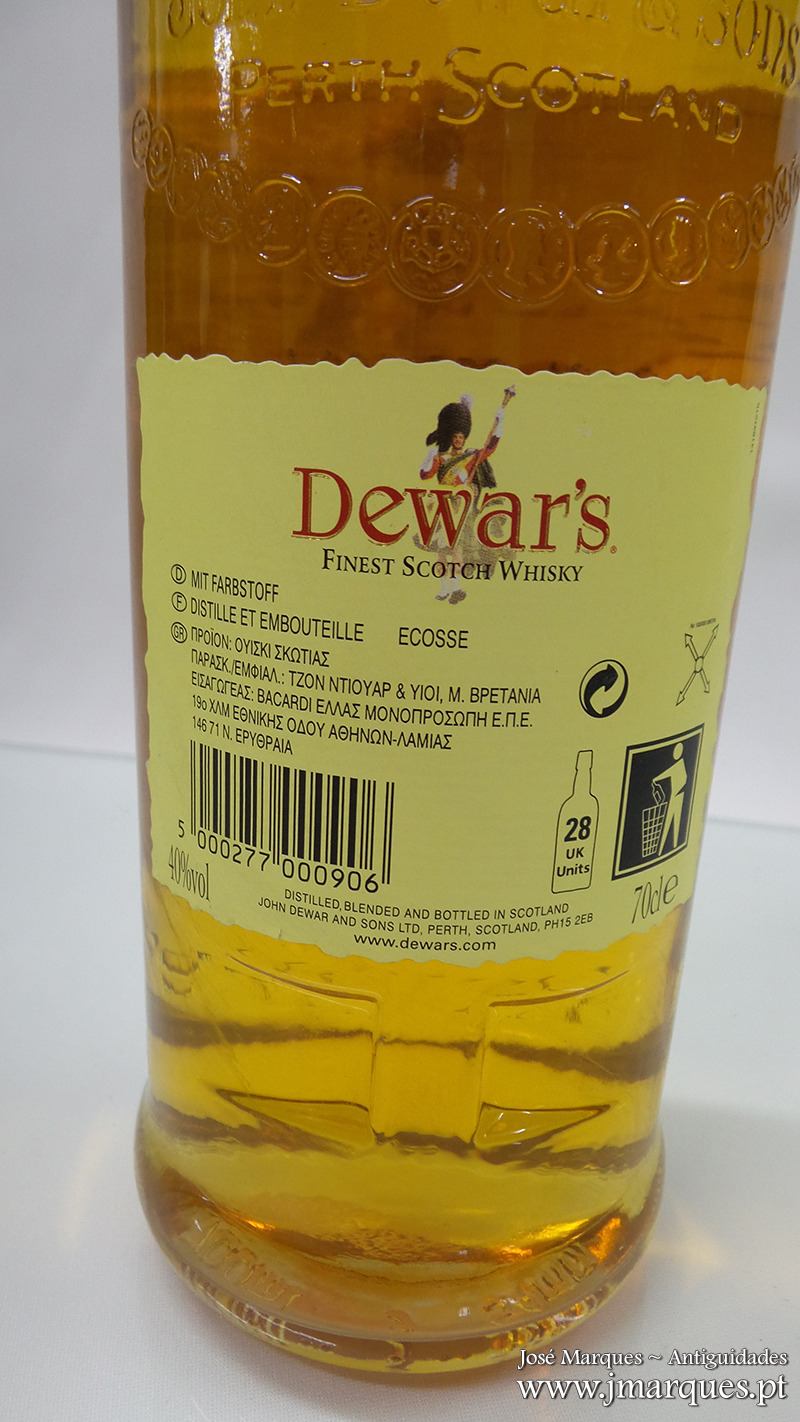 & SONS
PERTH SCOTLAND
Dewar's
FINEST SCOTCH WHISKY
D MIT FARBSTOFF
F DISTILLE ET EMBOUTEILLE ECOSSE
GR ΠΡΟΪΟΝ: ΟΥΙΣΚΙ ΣΚΩΤΙΑΣ
ΠΑΡΑΣΚ./ΕΜΦΙΑΛ.: ΤΖΟΝ ΝΤΙΟΥΑΡ & ΥΙΟΙ, Μ. ΒΡΕΤΑΝΙΑ
ΕΙΣΑΓΩΓΕΑΣ: BACARDI ΕΛΛΑΣ ΜΟΝΟΠΡΟΣΩΠΗ Ε.Π.Ε.
19ο ΧΛΜ ΕΘΝΙΚΗΣ ΟΔΟΥ ΑΘΗΝΩΝ-ΛΑΜΙΑΣ
146 71 Ν. ΕΡΥΘΡΑΙΑ
5 000277 000906
40%vol
28
UK
Units
70cl e
DISTILLED, BLENDED AND BOTTLED IN SCOTLAND
JOHN DEWAR AND SONS LTD, PERTH, SCOTLAND, PH15 2EB
www.dewars.com
José Marques ~ Antiguidades
www.jmarques.pt